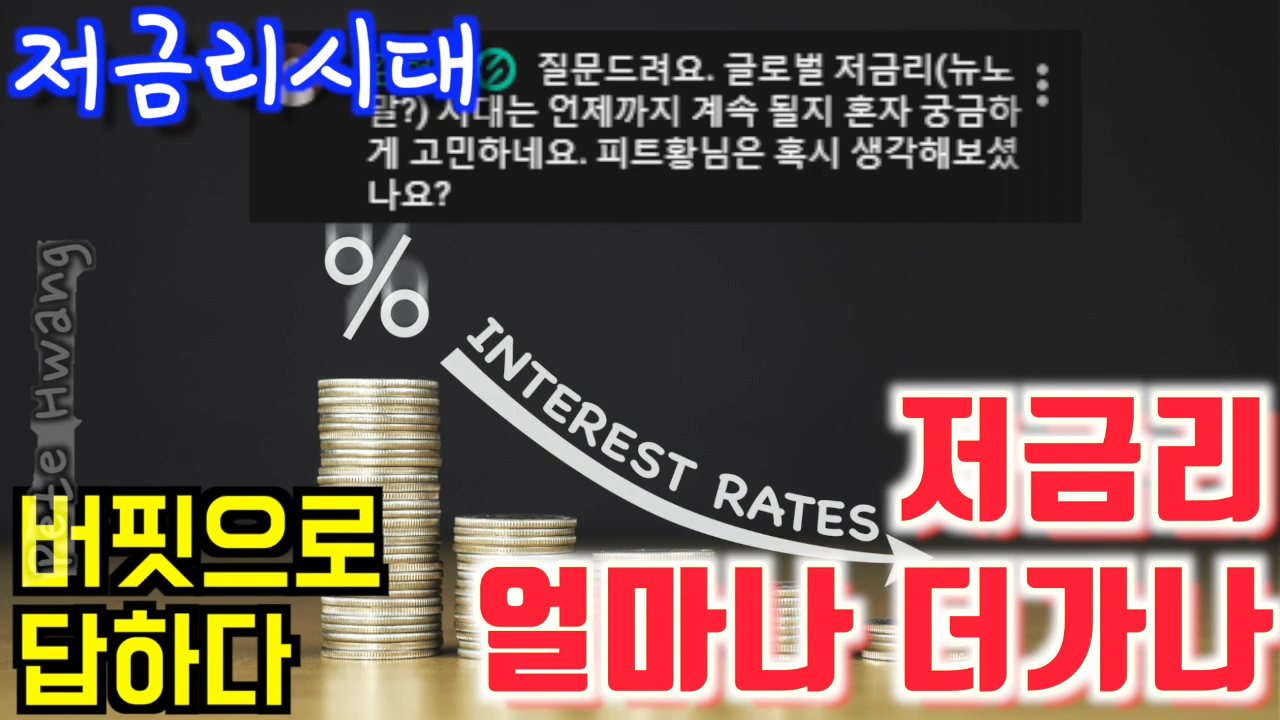 저금리시대
질문드려요. 글로벌 저금리(뉴노
말?) 시대는 언제까지 계속 될지 혼자 궁금하
게 고민하네요. 피트황님은 혹시 생각해보셨
나요?
%
INTEREST RATES
Pete Hwang
저금리
얼마나 더가나
버핏으로
답하다